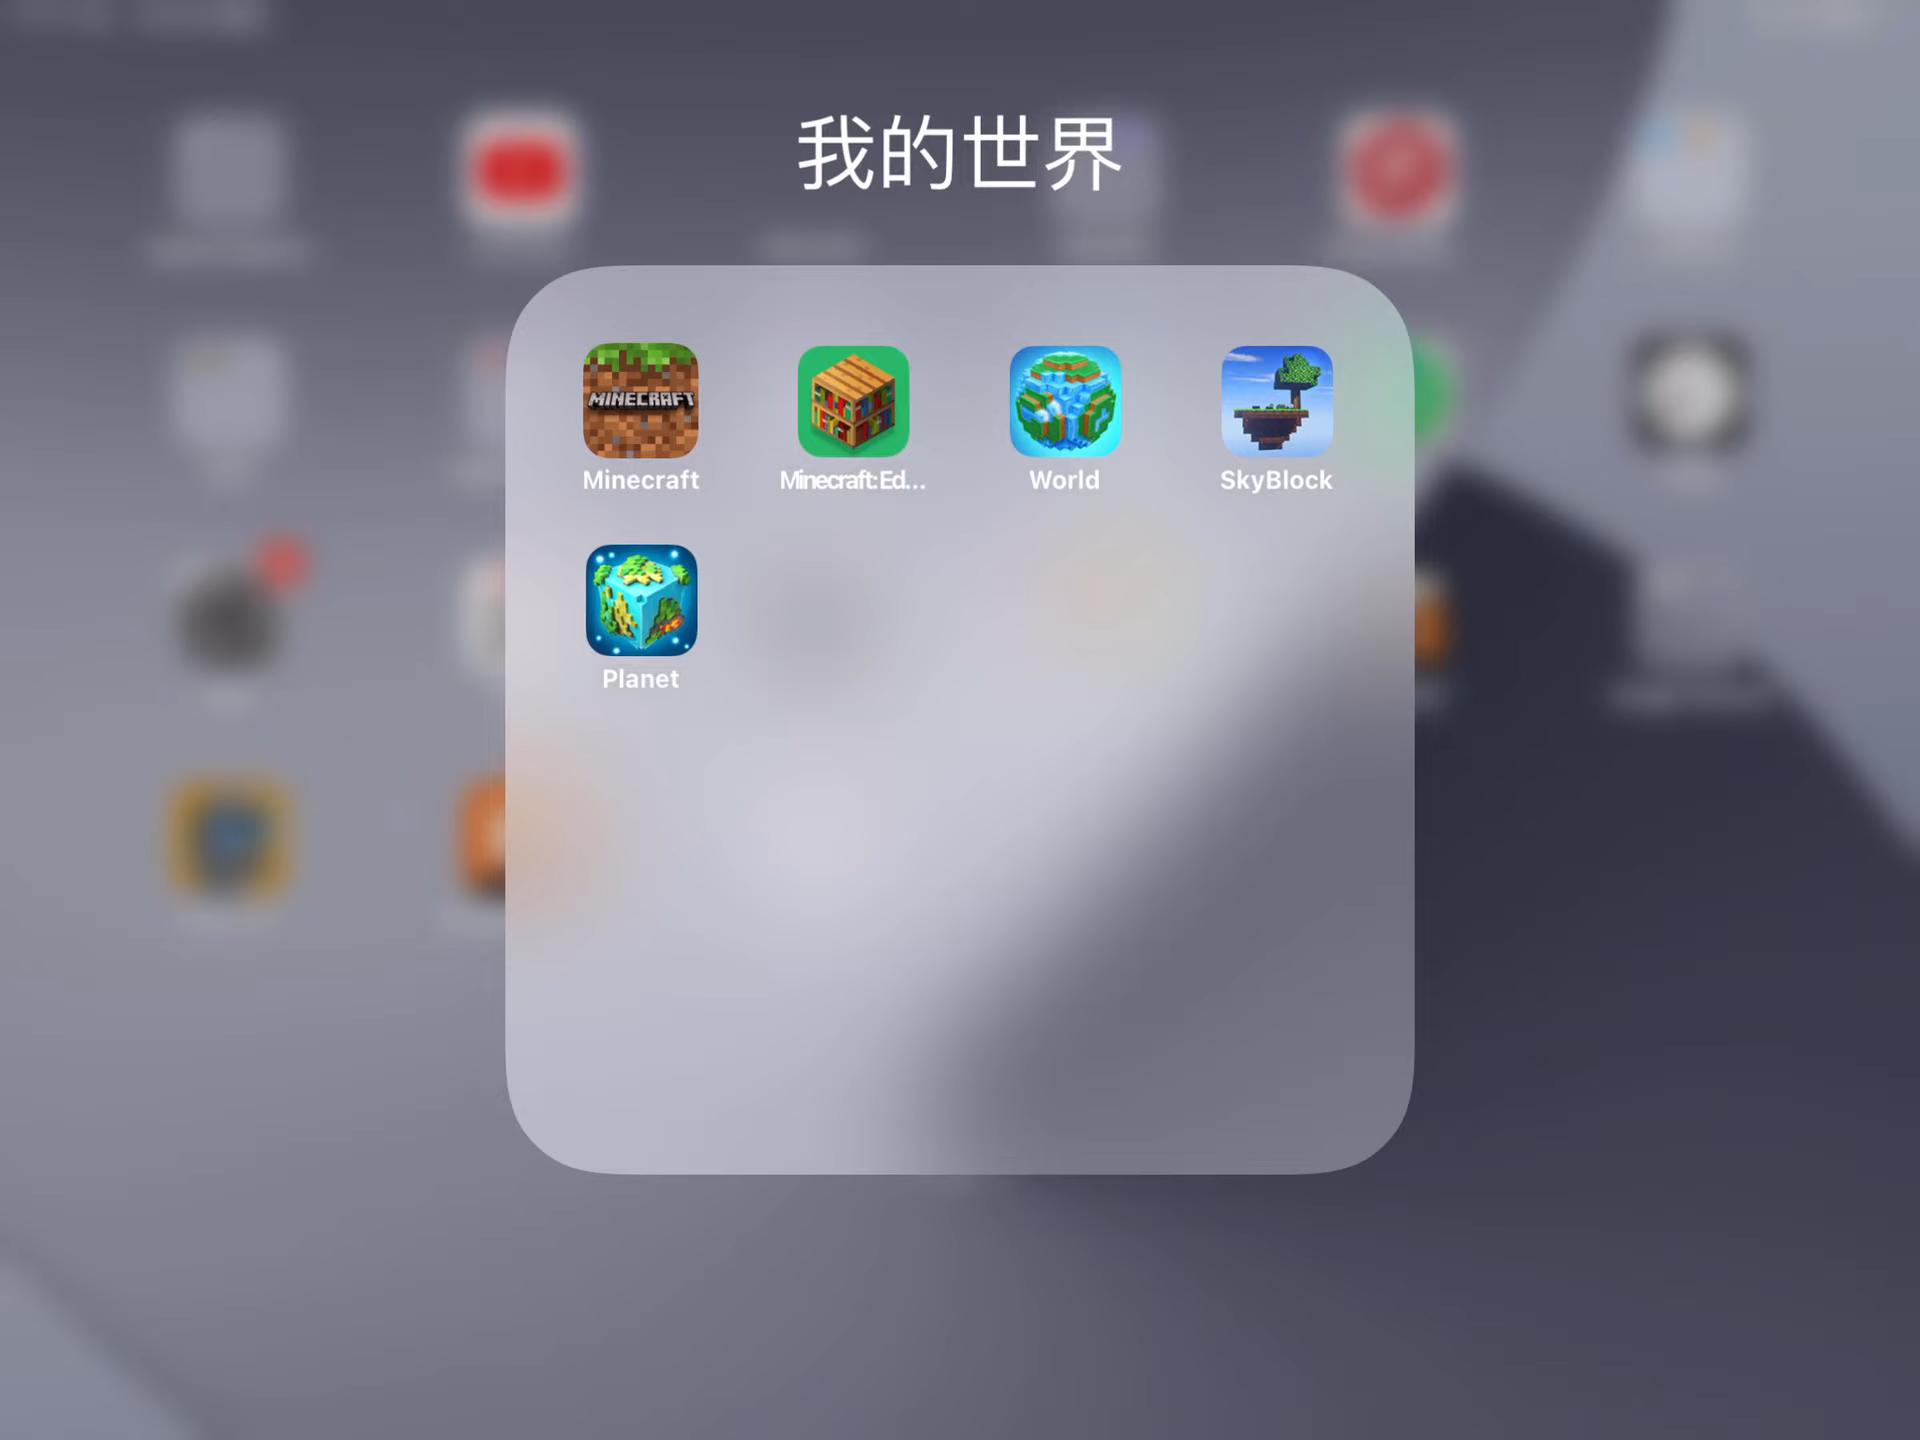 我的世界
MINECRAFT
Minecraft
Minecraft: Ed...
World
SkyBlock
Planet